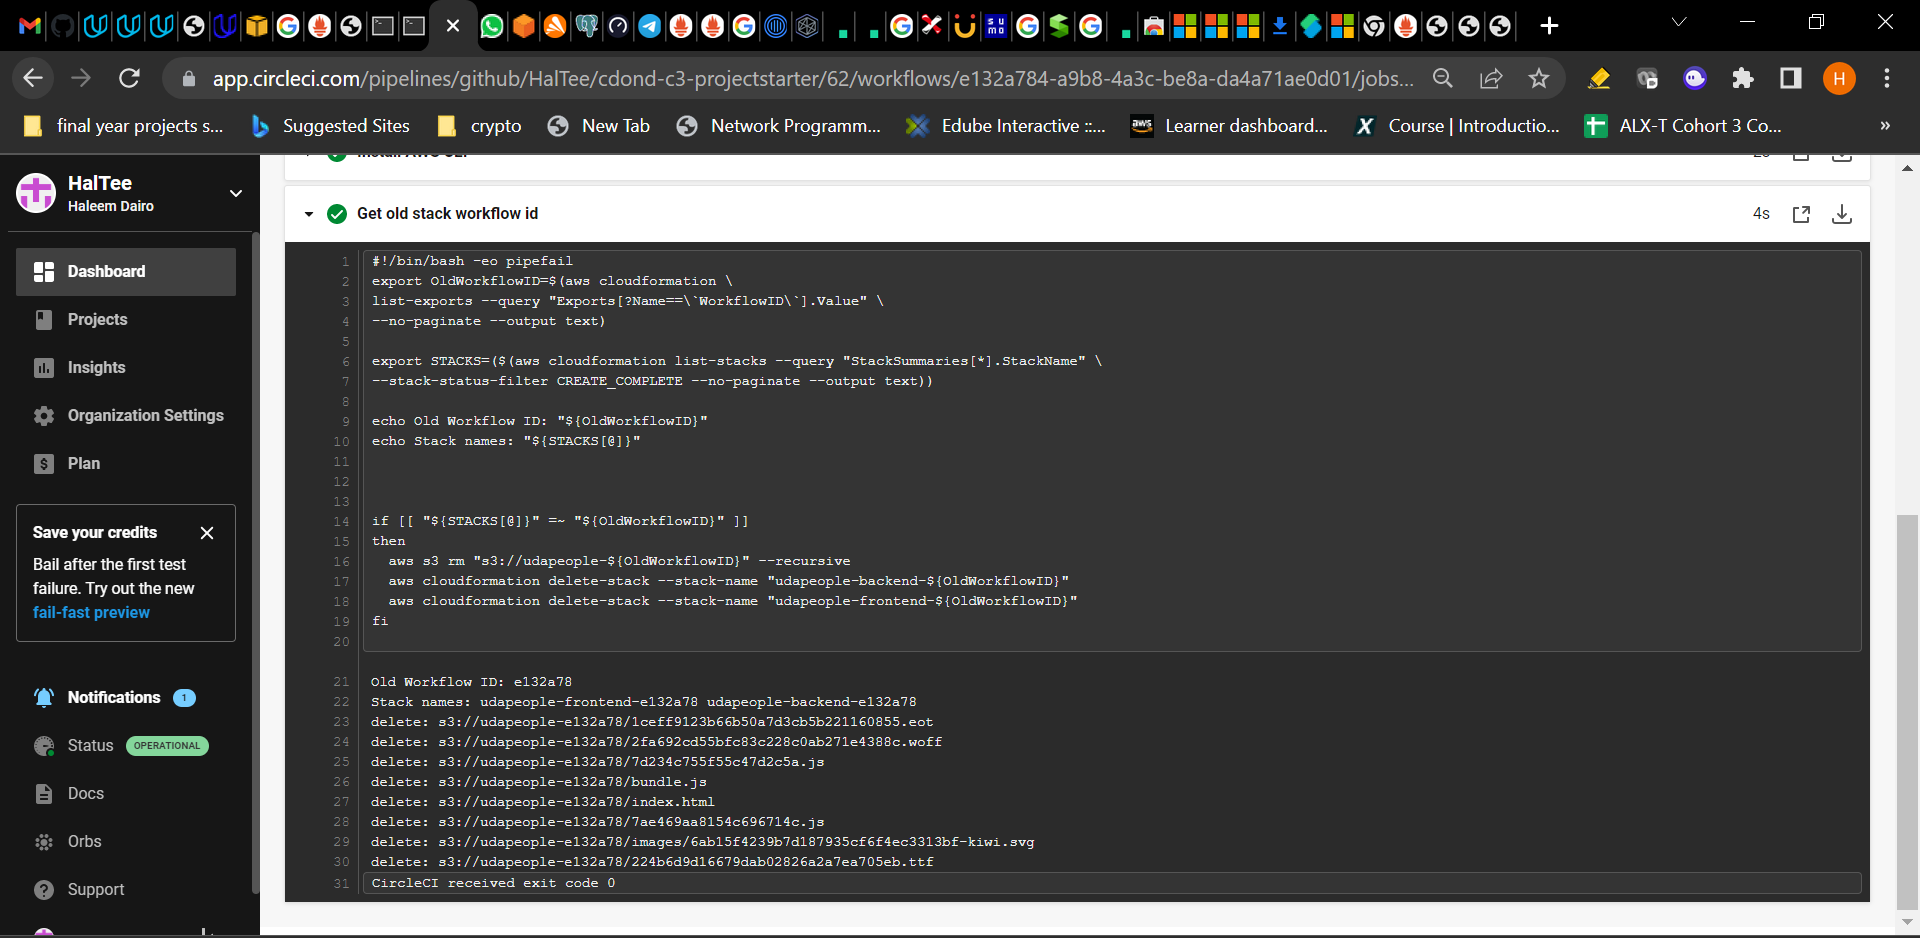 app.circleci.com/pipelines/github/HalTee/cdond-c3-projectstarter/62/workflows/e132a784-a9b8-4a3c-be8a-da4a71ae0d01/jobs...
H
final year projects s...
Suggested Sites
crypto
New Tab
Network Programm...
Edube Interactive ::...
aws
Learner dashboard...
Course | Introductio...
ALX-T Cohort 3 Co...
»
HalTee
Haleem Dairo
Dashboard
Projects
Insights
Organization Settings
Plan
Save your credits
Bail after the first test
failure. Try out the new
fail-fast preview
Notifications 1
Status OPERATIONAL
Docs
Orbs
Support
Install AWS CLI
Get old stack workflow id
4s
1 #!/bin/bash -eo pipefail
2 export OldWorkflowID=$(aws cloudformation \
3 list-exports --query "Exports[?Name==\`WorkflowID\`].Value" \
4 --no-paginate --output text)
5
6 export STACKS=($(aws cloudformation list-stacks --query "StackSummaries[*].StackName" \
7 --stack-status-filter CREATE_COMPLETE --no-paginate --output text))
8
9 echo Old Workflow ID: "${OldWorkflowID}"
10 echo Stack names: "${STACKS[@]}"
11
12
13
14 if [[ "${STACKS[@]}" =~ "${OldWorkflowID}" ]]
15 then
16 aws s3 rm "s3://udapeople-${OldWorkflowID}" --recursive
17 aws cloudformation delete-stack --stack-name "udapeople-backend-${OldWorkflowID}"
18 aws cloudformation delete-stack --stack-name "udapeople-frontend-${OldWorkflowID}"
19 fi
20
21 Old Workflow ID: e132a78
22 Stack names: udapeople-frontend-e132a78 udapeople-backend-e132a78
23 delete: s3://udapeople-e132a78/1ceff9123b66b50a7d3cb5b221160855.eot
24 delete: s3://udapeople-e132a78/2fa692cd55bfc83c228c0ab271e4388c.woff
25 delete: s3://udapeople-e132a78/7d234c755f55c47d2c5a.js
26 delete: s3://udapeople-e132a78/bundle.js
27 delete: s3://udapeople-e132a78/index.html
28 delete: s3://udapeople-e132a78/7ae469aa8154c696714c.js
29 delete: s3://udapeople-e132a78/images/6ab15f4239b7d187935cf6f4ec3313bf-kiwi.svg
30 delete: s3://udapeople-e132a78/224b6d9d16679dab02826a2a7ea705eb.ttf
31 CircleCI received exit code 0